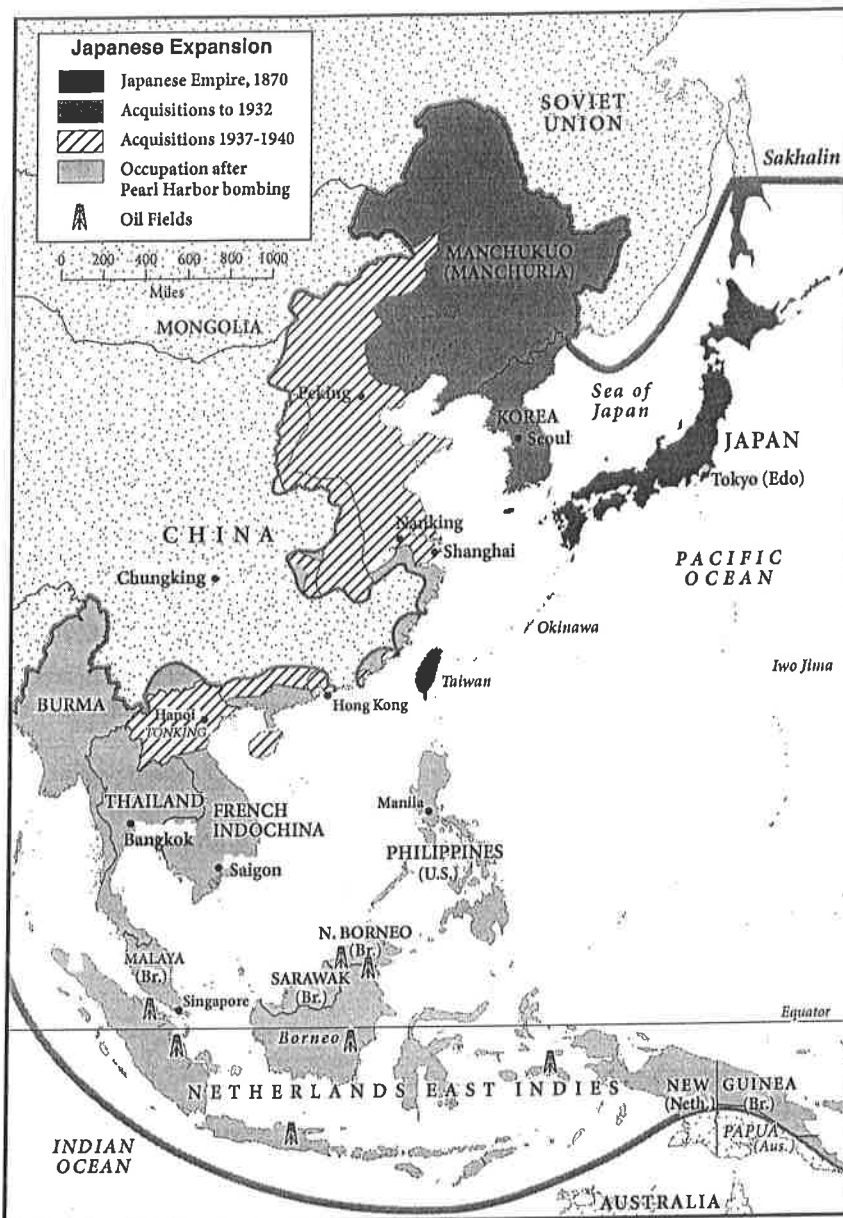 Japanese Expansion
Japanese Empire, 1870
Acquisitions to 1932
Acquisitions 1937-1940
Occupation after
Pearl Harbor bombing
Oil Fields
0 200 400 600 800 1000
Miles
SOVIET
UNION
Sakhalin
MANCHUKUO
(MANCHURIA)
MONGOLIA
Peking
Sea of
Japan
KOREA
Seoul
JAPAN
Tokyo (Edo)
CHINA
Nanking
Shanghai
Chungking
PACIFIC
OCEAN
Okinawa
Iwo Jima
Taiwan
BURMA
Hanoi
TONKING
Hong Kong
THAILAND
FRENCH
INDOCHINA
Bangkok
Saigon
Manila
PHILIPPINES
(U.S.)
N. BORNEO
(Br.)
MALAYA
(Br.)
SARAWAK
(Br.)
Singapore
Equator
Borneo
NETHERLANDS EAST INDIES
NEW GUINEA
(Neth.) (Br.)
PAPUA
(Aus.)
INDIAN
OCEAN
AUSTRALIA